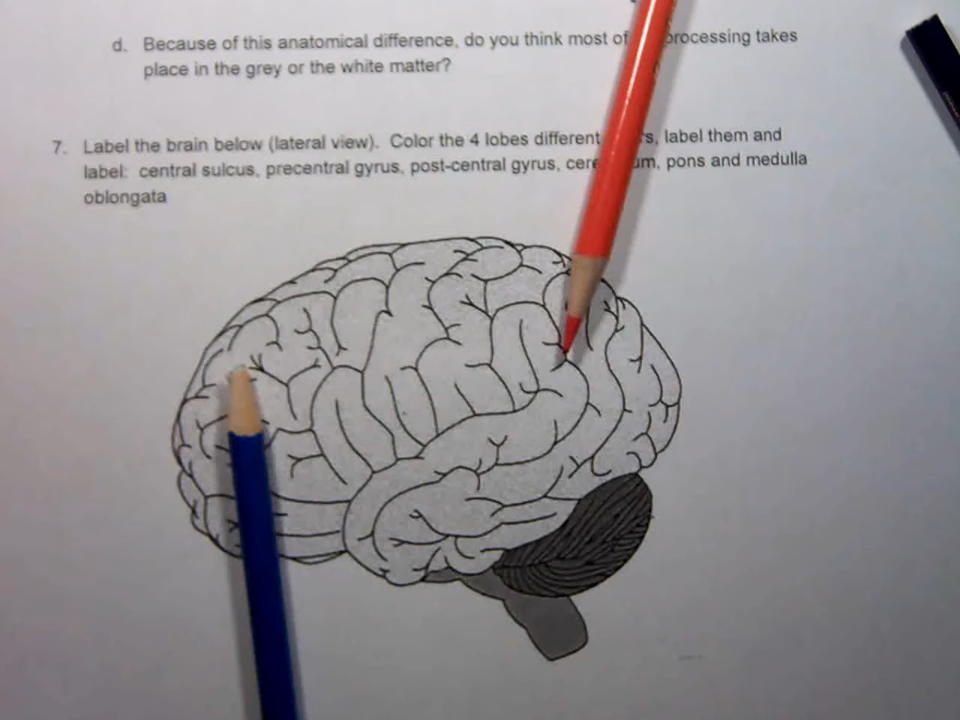 d. Because of this anatomical difference, do you think most of processing takes
place in the grey or the white matter?
7. Label the brain below (lateral view). Color the 4 lobes different label them and
label: central sulcus, precentral gyrus, post-central gyrus, pons and medulla
oblongata